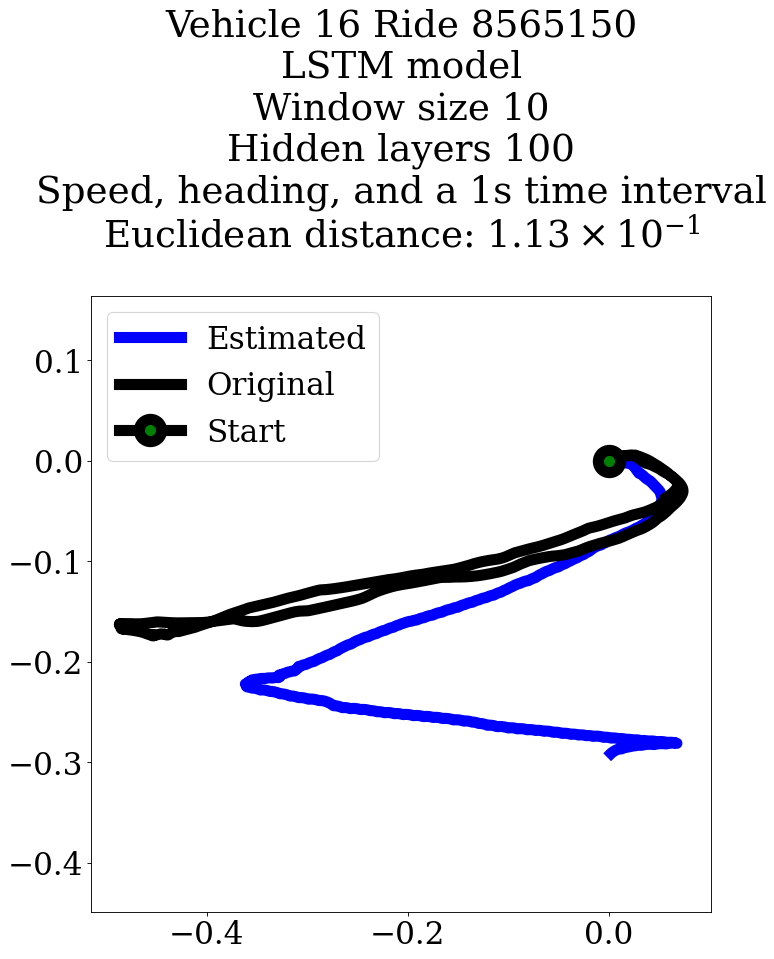 Vehicle 16 Ride 8565150
LSTM model
Window size 10
Hidden layers 100
Speed, heading, and a 1s time interval
Euclidean distance: 1.13 × 10⁻¹
Estimated
Original
Start
0.1
0.0
−0.1
−0.2
−0.3
−0.4
−0.4 −0.2 0.0